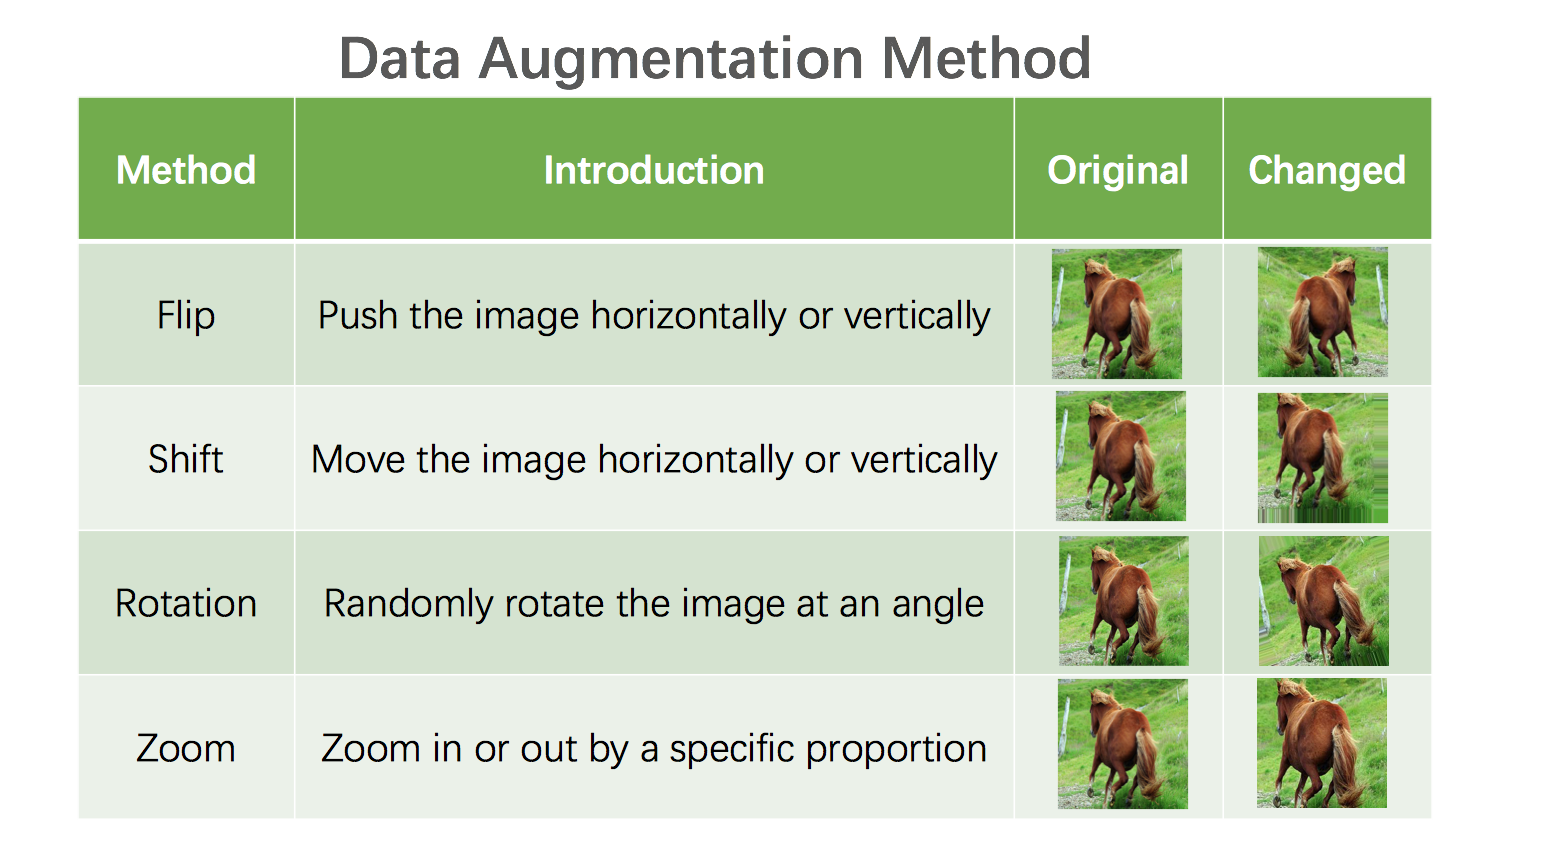 Data Augmentation Method
Method Introduction Original Changed
Flip Push the image horizontally or vertically
Shift Move the image horizontally or vertically
Rotation Randomly rotate the image at an angle
Zoom Zoom in or out by a specific proportion